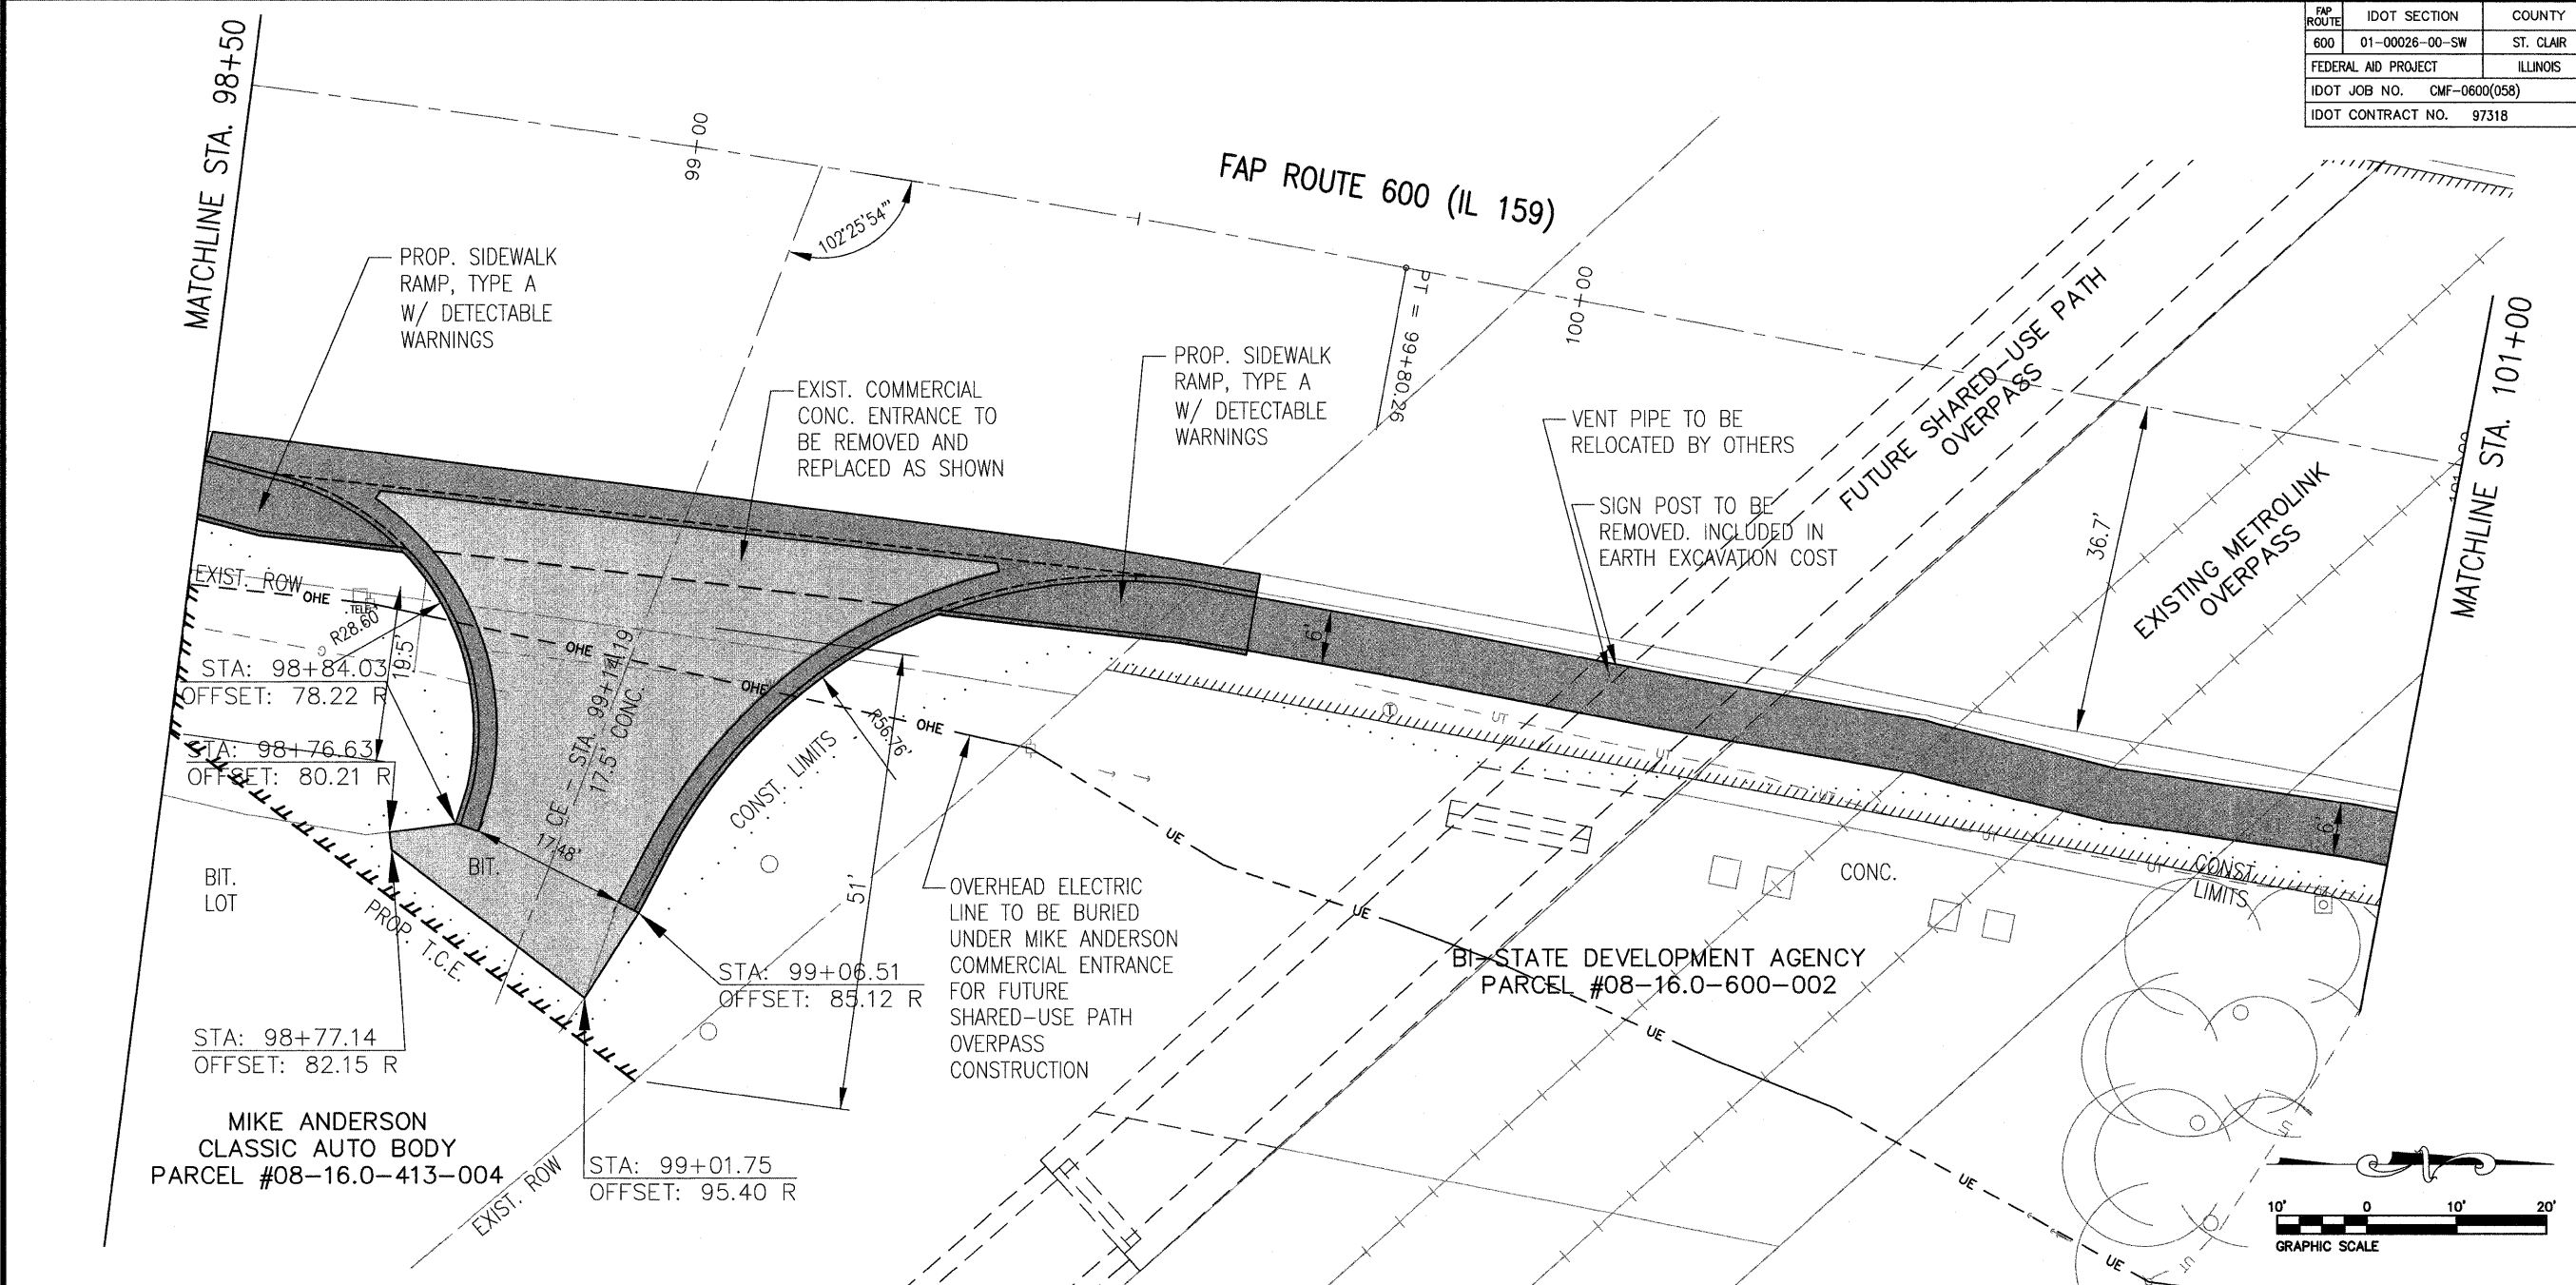 FAP ROUTE
IDOT SECTION
COUNTY
600
01-00026-00-SW
ST. CLAIR
FEDERAL AID PROJECT
ILLINOIS
IDOT JOB NO. CMF-0600(058)
IDOT CONTRACT NO. 97318
MATCHLINE STA. 98+50
99+00
102°25'54"
FAP ROUTE 600 (IL 159)
PT = 99+80.26
100+00
PROP. SIDEWALK
RAMP, TYPE A
W/ DETECTABLE
WARNINGS
EXIST. COMMERCIAL
CONC. ENTRANCE TO
BE REMOVED AND
REPLACED AS SHOWN
PROP. SIDEWALK
RAMP, TYPE A
W/ DETECTABLE
WARNINGS
VENT PIPE TO BE
RELOCATED BY OTHERS
SIGN POST TO BE
REMOVED. INCLUDED IN
EARTH EXCAVATION COST
FUTURE SHARED-USE PATH
OVERPASS
EXISTING METROLINK
OVERPASS
36.7'
MATCHLINE STA. 101+00
EXIST. ROW
OHE
TELE
R28.60'
19.5'
G
STA: 98+84.03
OFFSET: 78.22 R
STA: 98+76.63
OFFSET: 80.21 R
OHE
OHE
OHE
CE - STA. 99+14.19
17.5' CONC.
17.48'
BIT.
R56.76'
CONST. LIMITS
51'
6'
6'
BIT.
LOT
PROP. T.C.E.
STA: 98+77.14
OFFSET: 82.15 R
STA: 99+06.51
OFFSET: 85.12 R
STA: 99+01.75
OFFSET: 95.40 R
EXIST. ROW
MIKE ANDERSON
CLASSIC AUTO BODY
PARCEL #08-16.0-413-004
OVERHEAD ELECTRIC
LINE TO BE BURIED
UNDER MIKE ANDERSON
COMMERCIAL ENTRANCE
FOR FUTURE
SHARED-USE PATH
OVERPASS
CONSTRUCTION
UT
UT
UT
UT
UT
UE
UE
UE
UE
UE
CONC.
CONST.
LIMITS
BI-STATE DEVELOPMENT AGENCY
PARCEL #08-16.0-600-002
UT
UT
10' 0 10' 20'
GRAPHIC SCALE